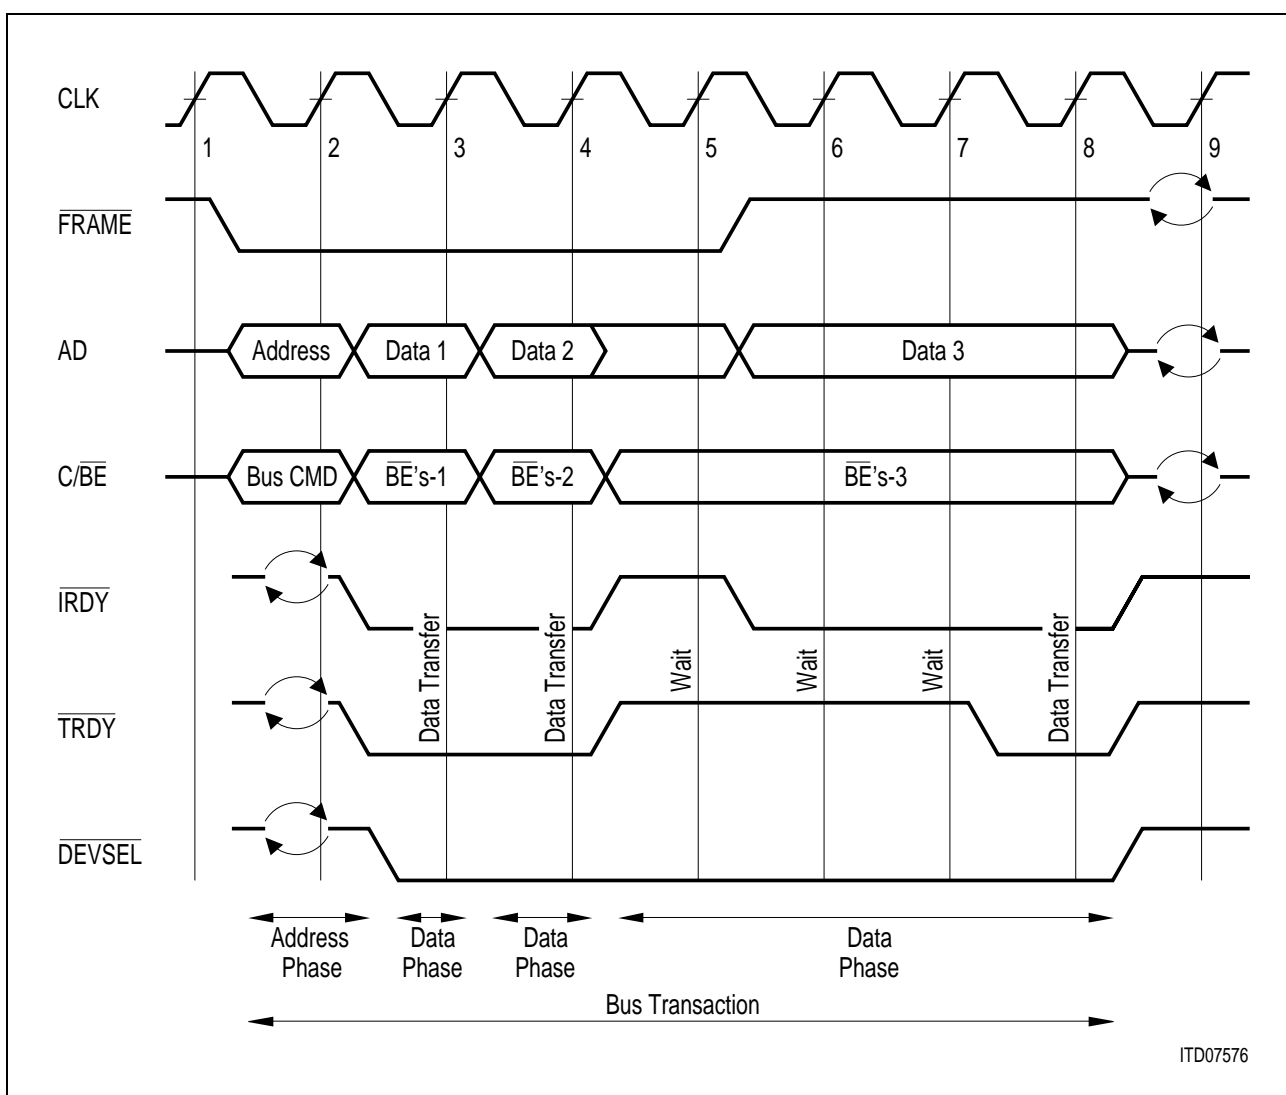 CLK
1 2 3 4 5 6 7 8 9
FRAME
AD
Address Data 1 Data 2 Data 3
C/BE
Bus CMD BE's-1 BE's-2 BE's-3
IRDY
Data Transfer
Data Transfer
Wait
Wait
Wait
Data Transfer
TRDY
DEVSEL
Address
Phase
Data
Phase
Data
Phase
Data
Phase
Bus Transaction
ITD07576